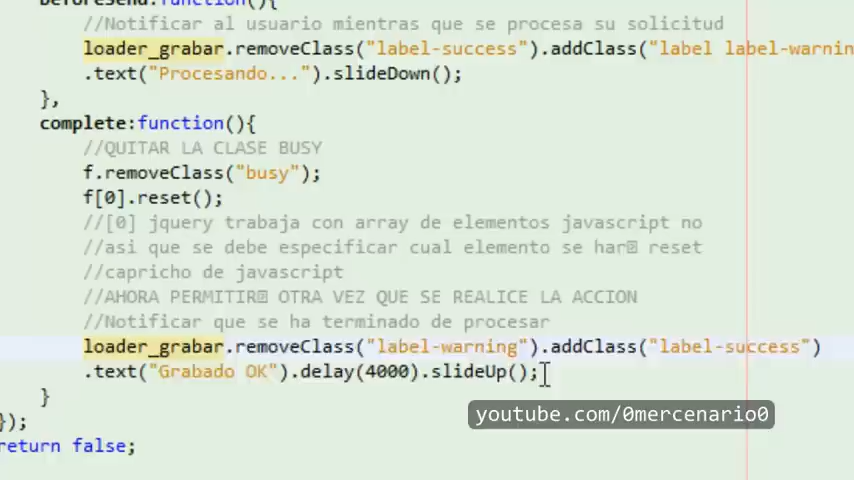 beforeSend:function(){
//Notificar al usuario mientras que se procesa su solicitud
loader_grabar.removeClass("label-success").addClass("label label-warnin
.text("Procesando...").slideDown();
},
complete:function(){
//QUITAR LA CLASE BUSY
f.removeClass("busy");
f[0].reset();
//[0] jquery trabaja con array de elementos javascript no
//asi que se debe especificar cual elemento se har� reset
//capricho de javascript
//AHORA PERMITIR� OTRA VEZ QUE SE REALICE LA ACCION
//Notificar que se ha terminado de procesar
loader_grabar.removeClass("label-warning").addClass("label-success")
.text("Grabado OK").delay(4000).slideUp();
}
});
return false;
youtube.com/0mercenario0